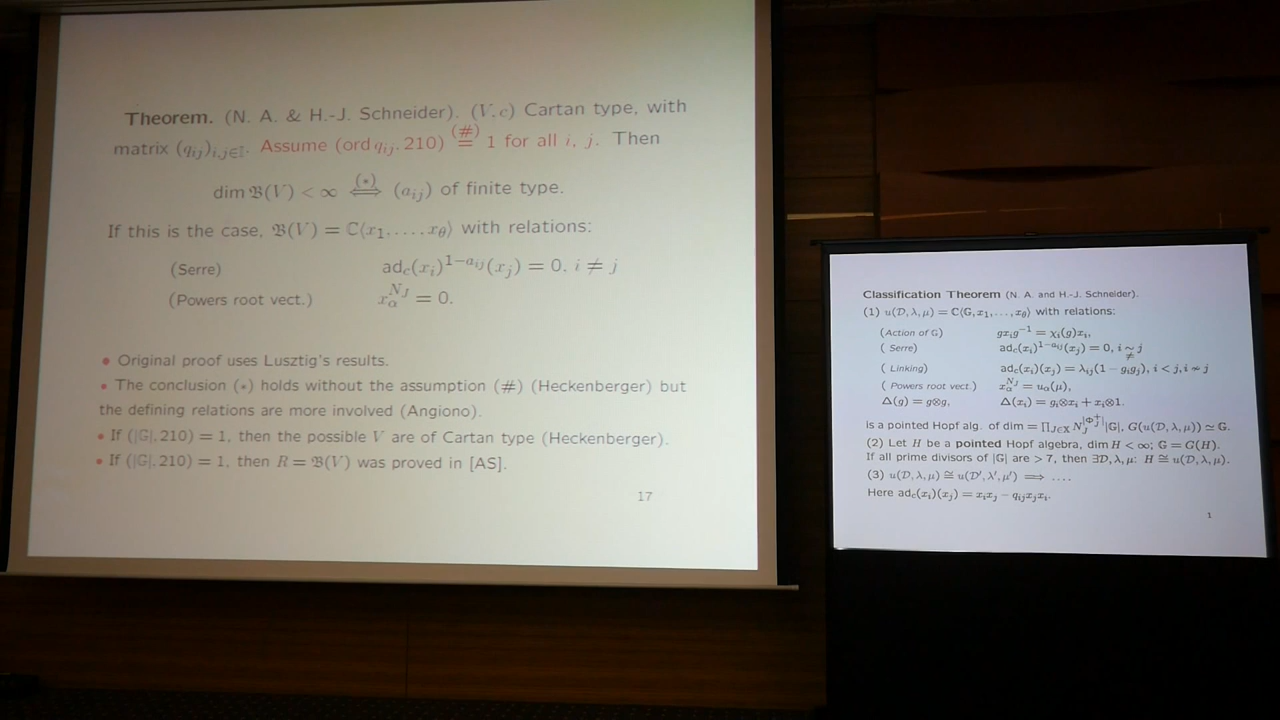 Theorem. (N. A. & H.-J. Schneider). (V, c) Cartan type, with
matrix (q_{ij})_{i,j∈𝕀}. Assume (ord q_{ij}, 210) \overset{(#)}{=} 1 for all i, j. Then
dim 𝔅(V) < ∞ \overset{(*)}{⟺} (a_{ij}) of finite type.
If this is the case, 𝔅(V) = ℂ⟨x_1, ..., x_θ⟩ with relations:
(Serre) ad_c(x_i)^{1−a_{ij}}(x_j) = 0, i ≠ j
(Powers root vect.) x_α^{N_J} = 0.
• Original proof uses Lusztig's results.
• The conclusion (*) holds without the assumption (#) (Heckenberger) but
the defining relations are more involved (Angiono).
• If (|𝔾|, 210) = 1, then the possible V are of Cartan type (Heckenberger).
• If (|𝔾|, 210) = 1, then R = 𝔅(V) was proved in [AS].
17
Classification Theorem (N. A. and H.-J. Schneider).
(1) u(𝒟, λ, μ) = ℂ⟨𝔾, x_1, ..., x_θ⟩ with relations:
(Action of 𝔾) gx_ig^{−1} = χ_i(g)x_i,
( Serre) ad_c(x_i)^{1−a_{ij}}(x_j) = 0, i \underset{≠}{∼} j
( Linking) ad_c(x_i)(x_j) = λ_{ij}(1 − g_ig_j), i < j, i ≁ j
( Powers root vect.) x_α^{N_J} = u_α(μ),
Δ(g) = g⊗g, Δ(x_i) = g_i⊗x_i + x_i⊗1.
Is a pointed Hopf alg. of dim = ∏_{J∈X} N_J^{|Φ_J^+|}|𝔾|, G(u(𝒟, λ, μ)) ≃ 𝔾.
(2) Let H be a pointed Hopf algebra, dim H < ∞; 𝔾 = G(H).
If all prime divisors of |𝔾| are > 7, then ∃𝒟, λ, μ: H ≅ u(𝒟, λ, μ).
(3) u(𝒟, λ, μ) ≅ u(𝒟′, λ′, μ′) ⟹ ....
Here ad_c(x_i)(x_j) = x_ix_j − q_{ij}x_jx_i.
1